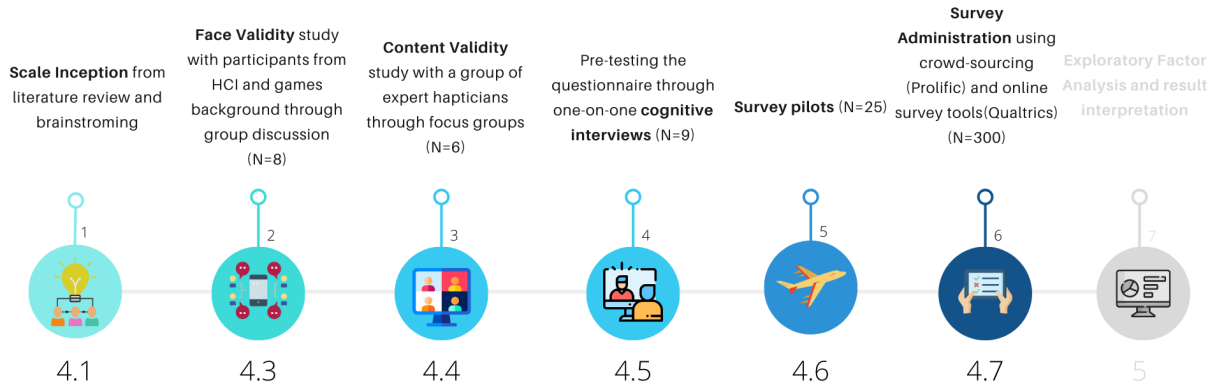 Scale Inception from
literature review and
brainstroming
Face Validity study
with participants from
HCI and games
background through
group discussion
(N=8)
Content Validity
study with a group of
expert hapticians
through focus groups
(N=6)
Pre-testing the
questionnaire through
one-on-one cognitive
interviews (N=9)
Survey pilots (N=25)
Survey
Administration using
crowd-sourcing
(Prolific) and online
survey tools(Qualtrics)
(N=300)
Exploratory Factor
Analysis and result
interpretation
1
2
3
4
5
6
7
4.1
4.3
4.4
4.5
4.6
4.7
5